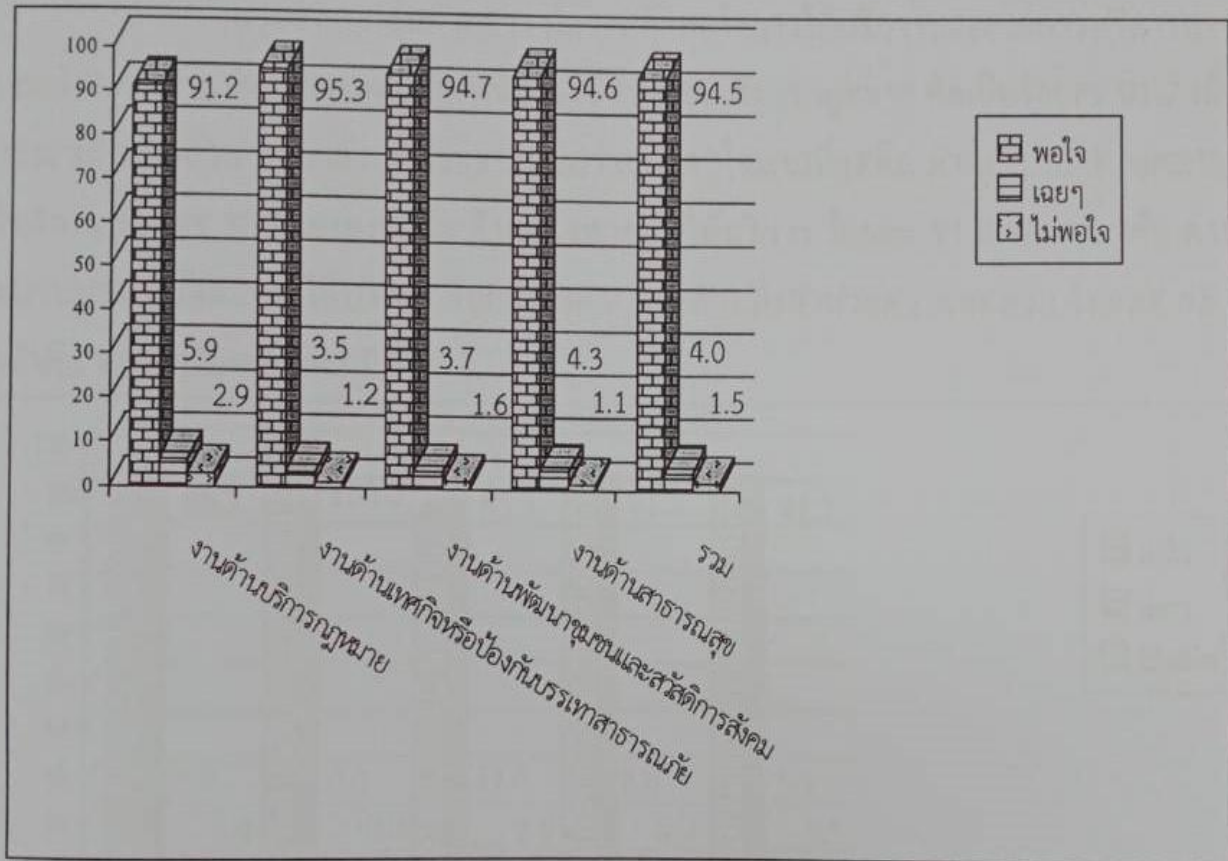 100
90
80
70
60
50
40
30
20
10
0
91.2 95.3 94.7 94.6 94.5
5.9 3.5 3.7 4.3 4.0
2.9 1.2 1.6 1.1 1.5
พอใจ
เฉยๆ
ไม่พอใจ
งานด้านบริการกฎหมาย
งานด้านเทศกิจหรือป้องกันบรรเทาสาธารณภัย
งานด้านพัฒนาชุมชนและสวัสดิการสังคม
งานด้านสาธารณสุข
รวม